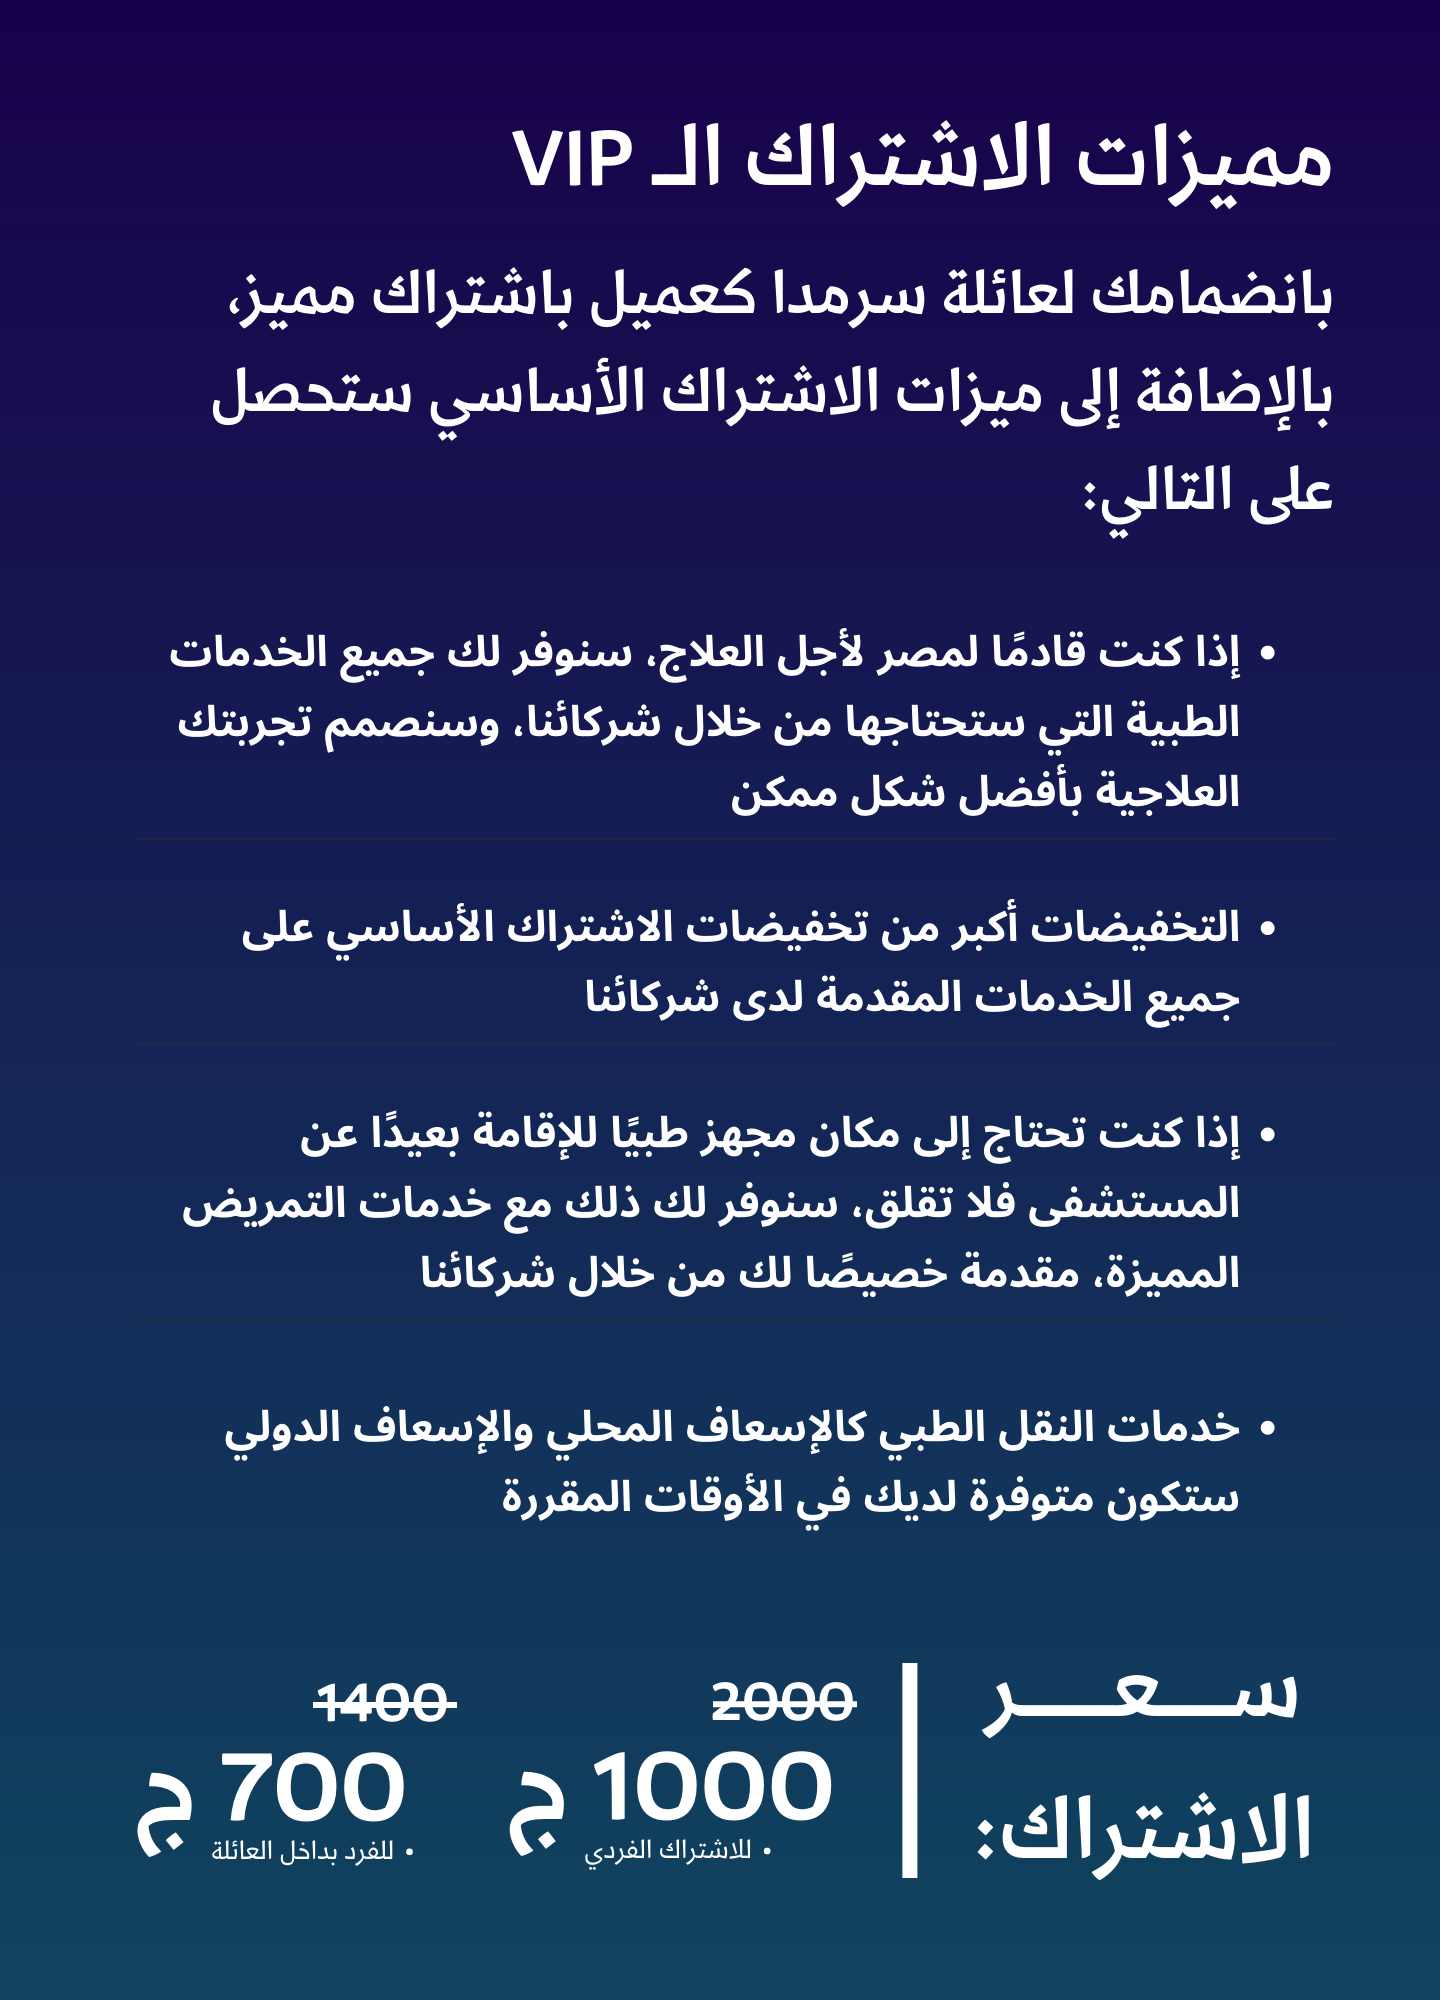 مميزات الاشتراك الـ VIP
بانضمامك لعائلة سرمدا كعميل باشتراك مميز،
بالإضافة إلى ميزات الاشتراك الأساسي ستحصل
على التالي:
• إذا كنت قادمًا لمصر لأجل العلاج، سنوفر لك جميع الخدمات
الطبية التي ستحتاجها من خلال شركائنا، وسنصمم تجربتك
العلاجية بأفضل شكل ممكن
• التخفيضات أكبر من تخفيضات الاشتراك الأساسي على
جميع الخدمات المقدمة لدى شركائنا
• إذا كنت تحتاج إلى مكان مجهز طبيًا للإقامة بعيدًا عن
المستشفى فلا تقلق، سنوفر لك ذلك مع خدمات التمريض
المميزة، مقدمة خصيصًا لك من خلال شركائنا
• خدمات النقل الطبي كالإسعاف المحلي والإسعاف الدولي
ستكون متوفرة لديك في الأوقات المقررة
ســـعـــر
الاشتراك:
2000
1000 ج
• للاشتراك الفردي
1400
700 ج
• للفرد بداخل العائلة